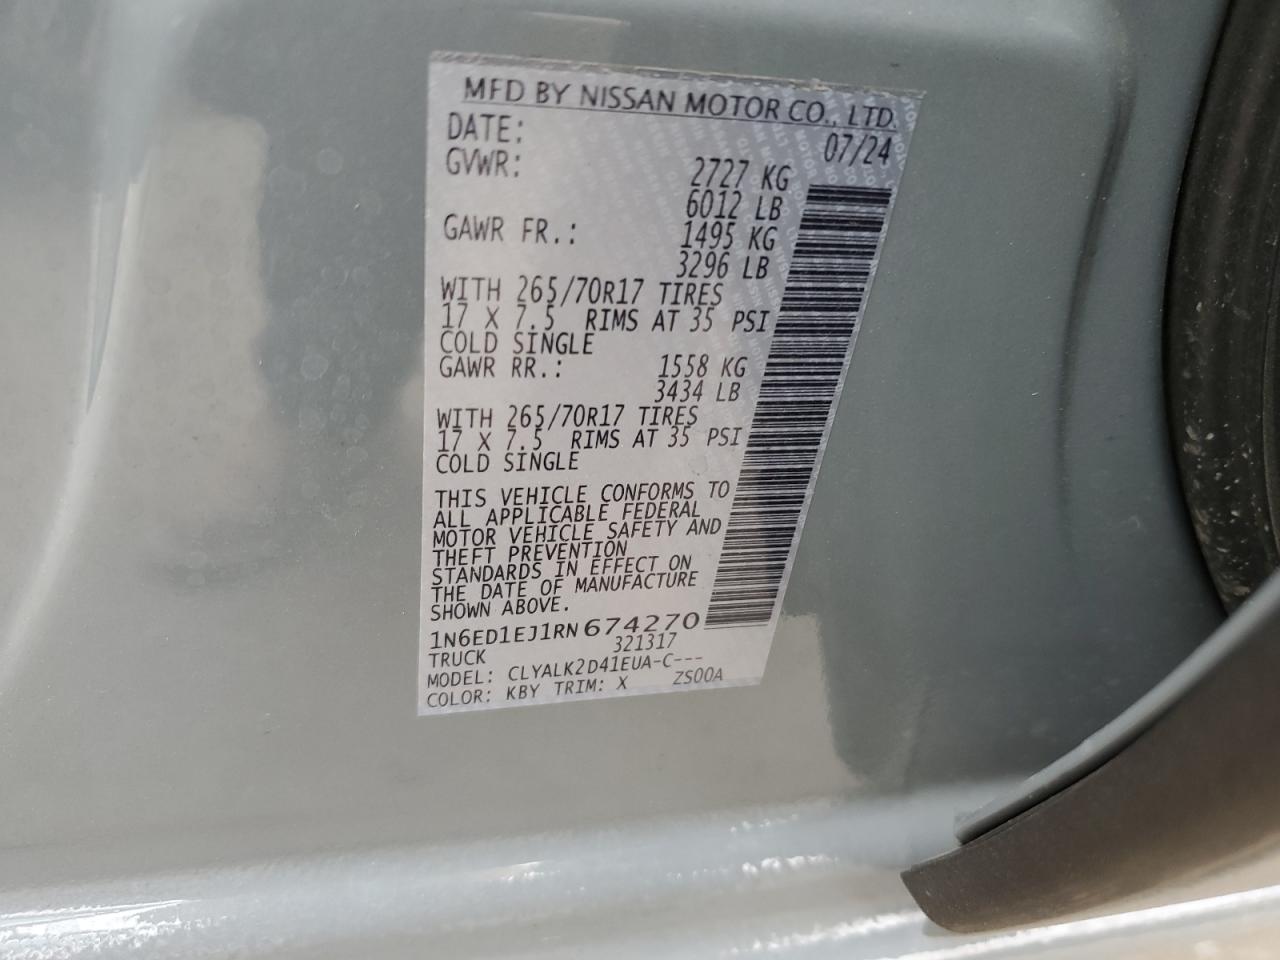 MFD BY NISSAN MOTOR CO., LTD.
DATE: 07/24
GVWR: 2727 KG
6012 LB
GAWR FR.: 1495 KG
3296 LB
WITH 265/70R17 TIRES
17 X 7.5 RIMS AT 35 PSI
COLD SINGLE
GAWR RR.: 1558 KG
3434 LB
WITH 265/70R17 TIRES
17 X 7.5 RIMS AT 35 PSI
COLD SINGLE
THIS VEHICLE CONFORMS TO
ALL APPLICABLE FEDERAL
MOTOR VEHICLE SAFETY AND
THEFT PREVENTION
STANDARDS IN EFFECT ON
THE DATE OF MANUFACTURE
SHOWN ABOVE.
1N6ED1EJ1RN674270
TRUCK 321317
MODEL: CLYALK2D41EUA-C---
COLOR: KBY TRIM: X ZS00A